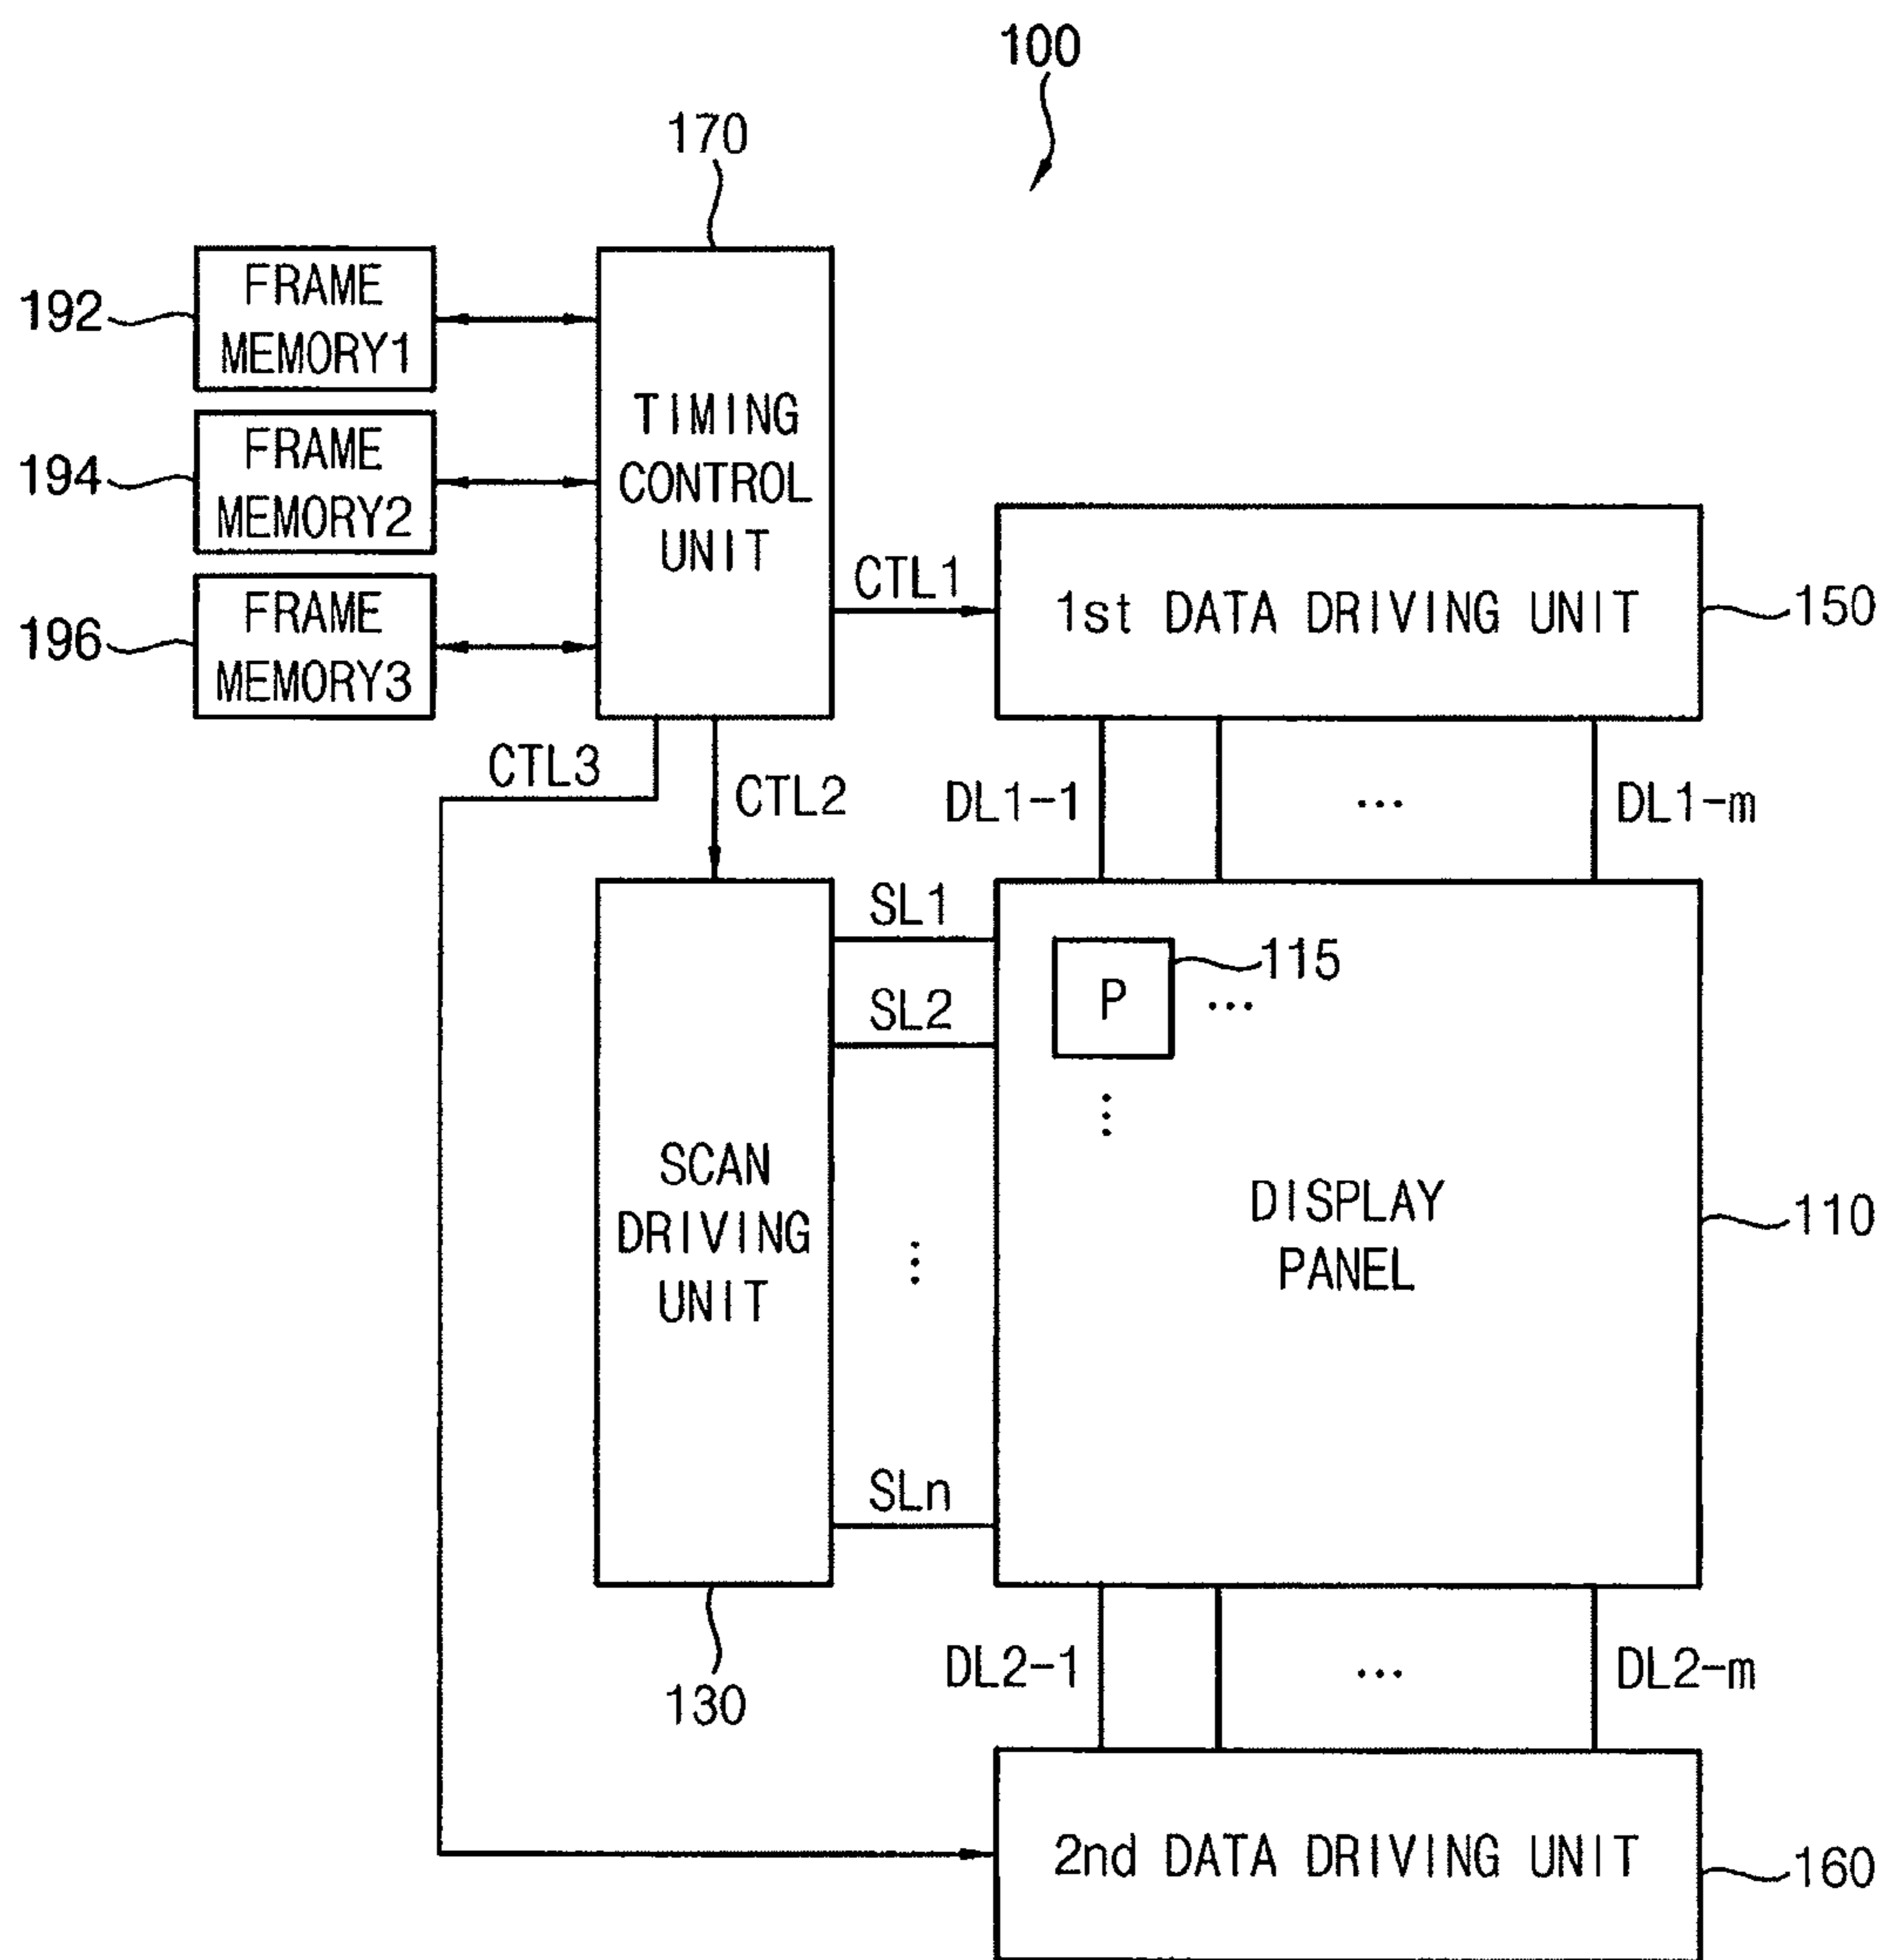 100
170
192
FRAME
MEMORY1
194
FRAME
MEMORY2
196
FRAME
MEMORY3
TIMING
CONTROL
UNIT
CTL1
1st DATA DRIVING UNIT
150
CTL3
CTL2
DL1-1
...
DL1-m
SL1
SL2
⋮
SLn
P
...
⋮
115
SCAN
DRIVING
UNIT
130
DISPLAY
PANEL
110
DL2-1
...
DL2-m
2nd DATA DRIVING UNIT
160